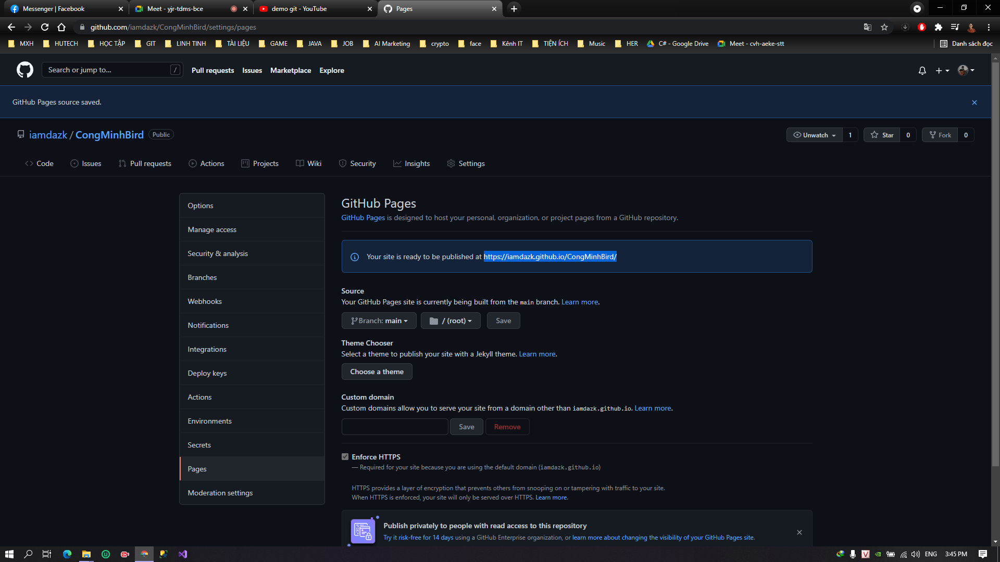 Messenger | Facebook
Meet - yjr-tdms-bce
demo git - YouTube
Pages
github.com/iamdazk/CongMinhBird/settings/pages
MXH HUTECH HỌC TẬP GIT LINH TINH TÀI LIỆU GAME JAVA JOB AI Marketing crypto face Kênh IT TIỆN ÍCH Music HER C# - Google Drive Meet - cvh-aeke-stt Danh sách đọc
Search or jump to... / Pull requests Issues Marketplace Explore
GitHub Pages source saved.
iamdazk / CongMinhBird Public
Unwatch 1 Star 0 Fork 0
Code Issues Pull requests Actions Projects Wiki Security Insights Settings
Options
Manage access
Security & analysis
Branches
Webhooks
Notifications
Integrations
Deploy keys
Actions
Environments
Secrets
Pages
Moderation settings
GitHub Pages
GitHub Pages is designed to host your personal, organization, or project pages from a GitHub repository.
Your site is ready to be published at https://iamdazk.github.io/CongMinhBird/
Source
Your GitHub Pages site is currently being built from the main branch. Learn more.
Branch: main / (root) Save
Theme Chooser
Select a theme to publish your site with a Jekyll theme. Learn more.
Choose a theme
Custom domain
Custom domains allow you to serve your site from a domain other than iamdazk.github.io. Learn more.
Save Remove
Enforce HTTPS
— Required for your site because you are using the default domain (iamdazk.github.io)
HTTPS provides a layer of encryption that prevents others from snooping on or tampering with traffic to your site.
When HTTPS is enforced, your site will only be served over HTTPS. Learn more.
Publish privately to people with read access to this repository
Try it risk-free for 14 days using a GitHub Enterprise organization, or learn more about changing the visibility of your GitHub Pages site.
ENG 3:45 PM